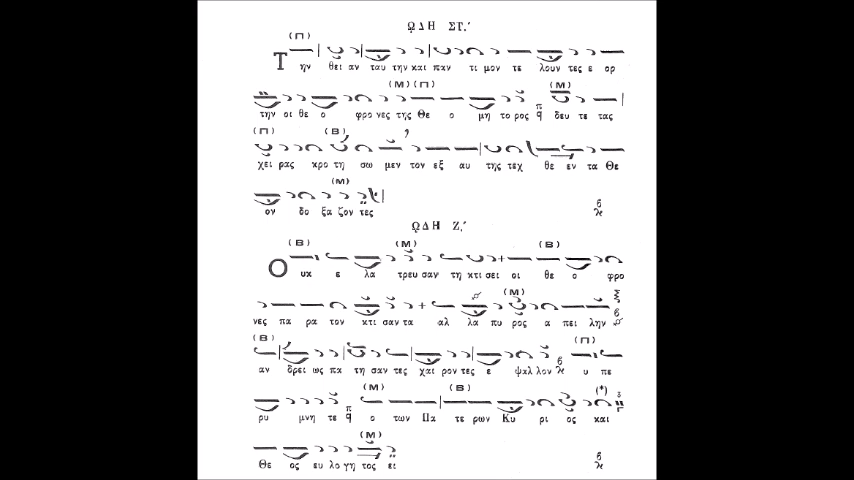 ΩΔΗ ΣΤ.´
(Π)
Την θει αν ταυ την και παν τι μον τε λουν τες ε ορ
(Μ) (Π) (Μ)
την οι θε ο φρο νες της Θε ο μη το ρος δευ τε τας
(Π) (Β)
χει ρας κρο τη σω μεν τον εξ αυ της τεχ θε εν τα Θε
(Μ)
ον δο ξα ζον τες
ΩΔΗ Ζ.´
(Β) (Μ) (Β)
Ουκ ε λα τρευ σαν τη κτι σει οι θε ο φρο
(Μ)
νες πα ρα τον κτι σαν τα αλ λα πυ ρος α πει λην
(Β) (Π)
αν δρει ως πα τη σαν τες χαι ρον τες ε ψαλ λον υ πε
(Μ) (Β) (*)
ρυ μνη τε ο των Πα τε ρων Κυ ρι ος και
(Μ)
Θε ος ευ λο γη τος ει